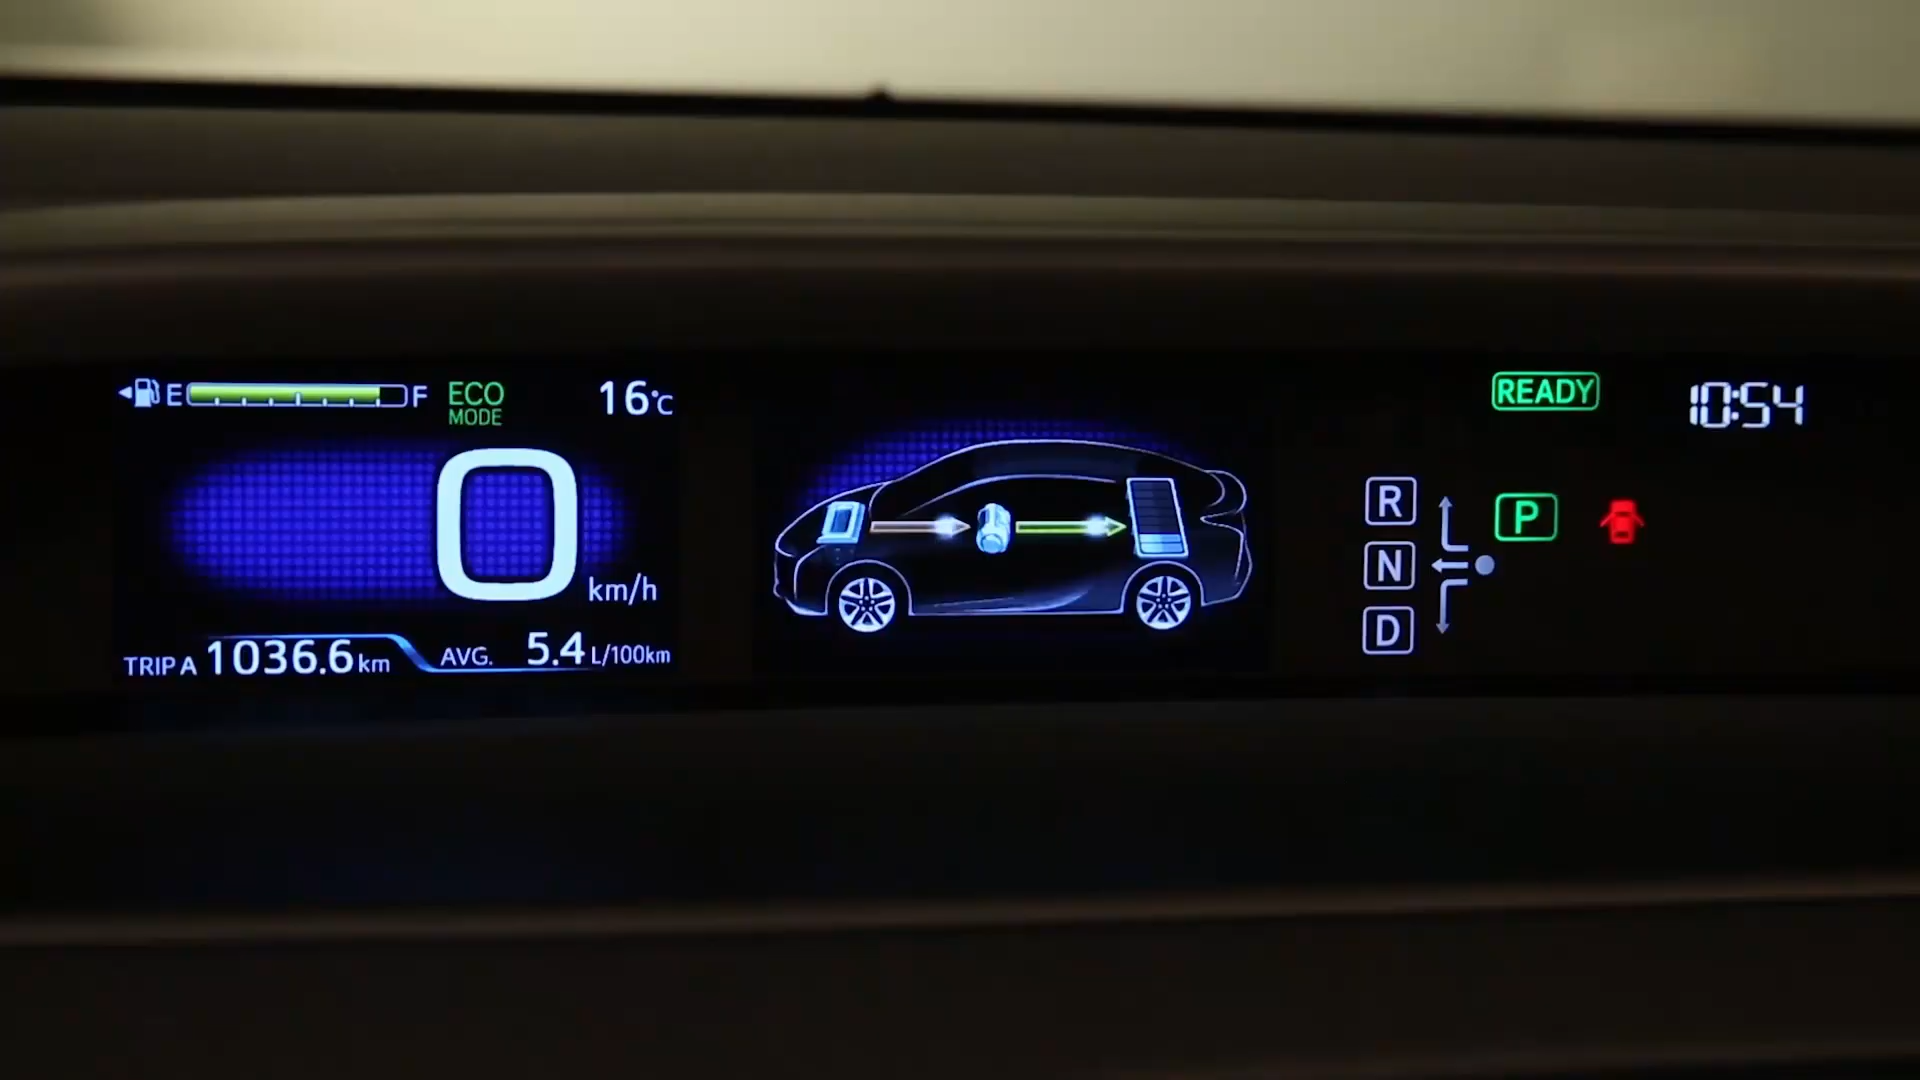 E F ECO MODE 16°C
0 km/h
TRIP A 1036.6 km AVG. 5.4 L/100km
READY 10:54
R
P
N
D